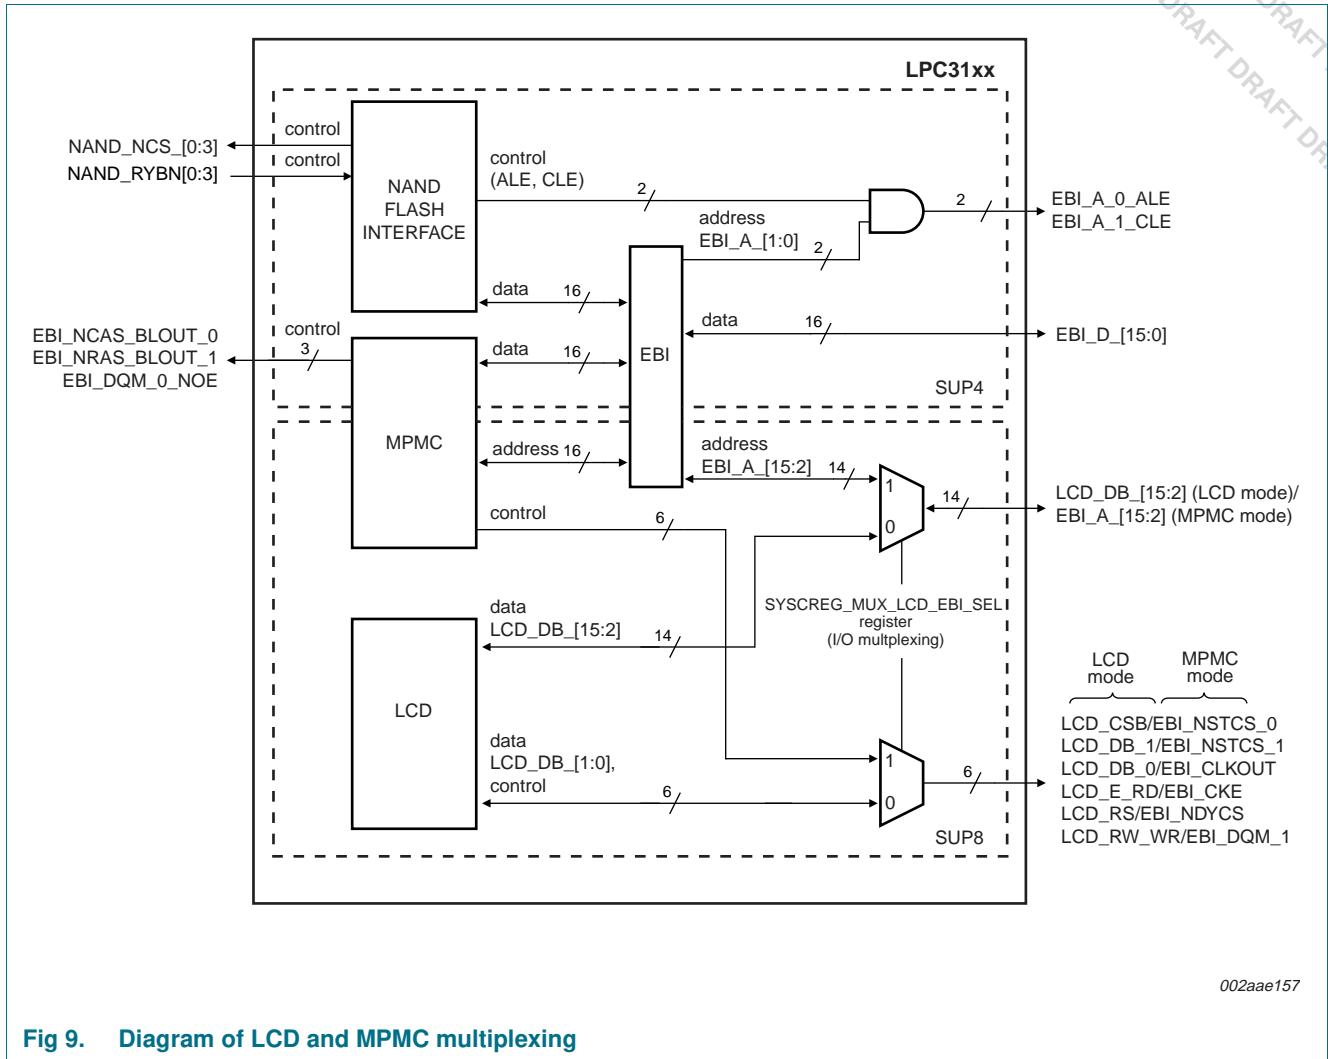 DRAFT DRAFT DRAFT
DRAFT
LPC31xx
NAND_NCS_[0:3]
control
NAND_RYBN[0:3]
control
NAND
FLASH
INTERFACE
control
(ALE, CLE)
2
address
EBI_A_[1:0]
2
2
EBI_A_0_ALE
EBI_A_1_CLE
data
16
EBI_NCAS_BLOUT_0
EBI_NRAS_BLOUT_1
EBI_DQM_0_NOE
control
3
data
16
EBI
data
16
EBI_D_[15:0]
SUP4
MPMC
address
16
address
EBI_A_[15:2]
14
1
0
14
LCD_DB_[15:2] (LCD mode)/
EBI_A_[15:2] (MPMC mode)
control
6
SYSCREG_MUX_LCD_EBI_SEL
register
(I/O multplexing)
data
LCD_DB_[15:2]
14
LCD
data
LCD_DB_[1:0],
control
6
1
0
6
SUP8
LCD
mode
MPMC
mode
LCD_CSB/EBI_NSTCS_0
LCD_DB_1/EBI_NSTCS_1
LCD_DB_0/EBI_CLKOUT
LCD_E_RD/EBI_CKE
LCD_RS/EBI_NDYCS
LCD_RW_WR/EBI_DQM_1
002aae157
Fig 9. Diagram of LCD and MPMC multiplexing